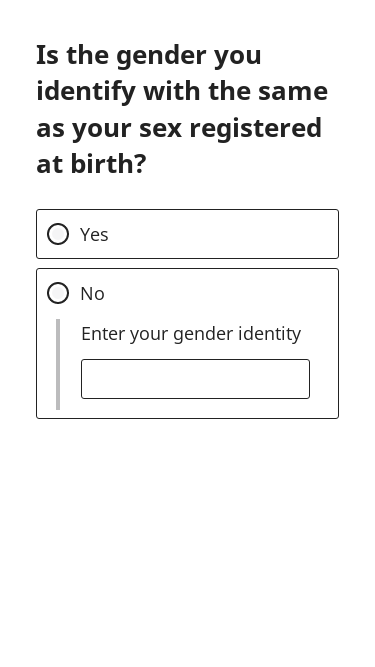 Is the gender you
identify with the same
as your sex registered
at birth?
Yes
No
Enter your gender identity